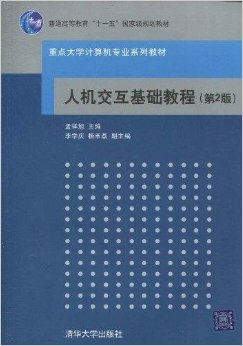 普通高等教育“十一五”国家级规划教材
重点大学计算机专业系列教材
人机交互基础教程(第2版)
孟祥旭 主编
李学庆 杨承磊 副主编
清华大学出版社